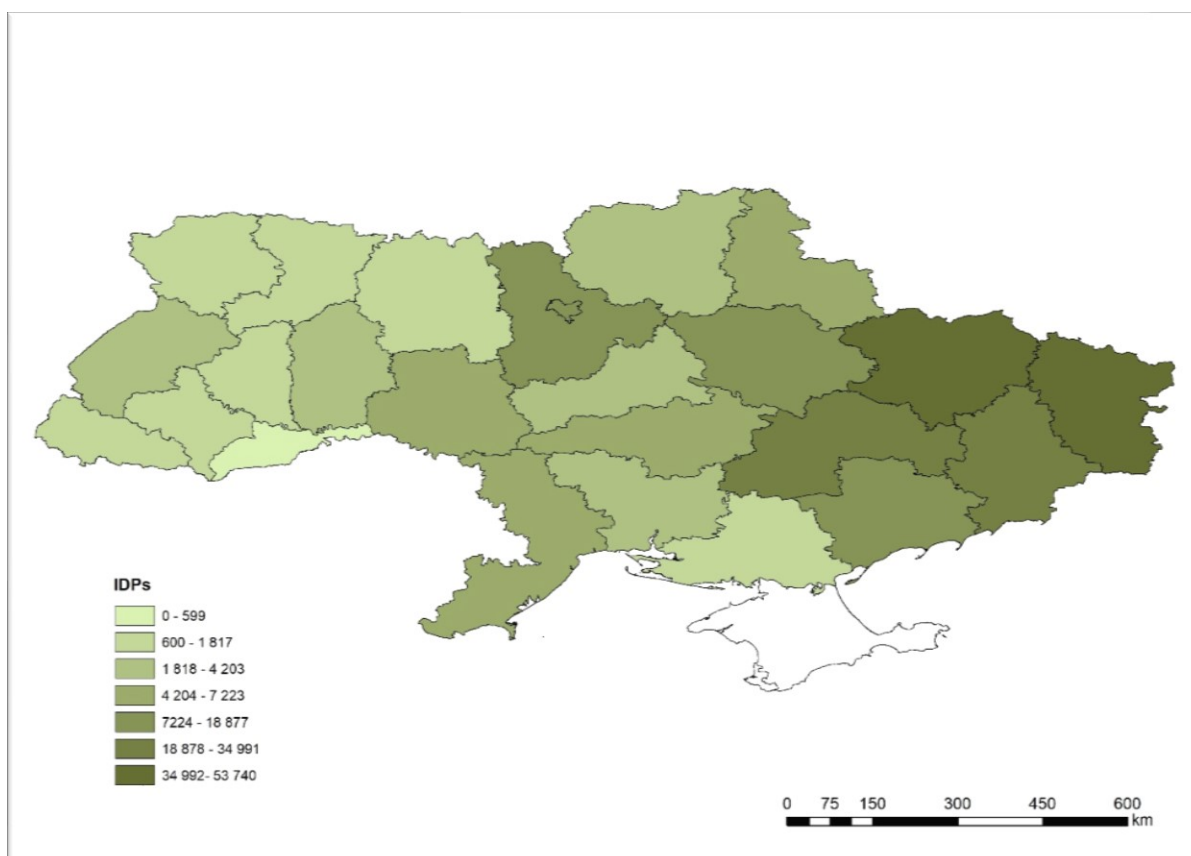 IDPs
0 - 599
600 - 1 817
1 818 - 4 203
4 204 - 7 223
7224 - 18 877
18 878 - 34 991
34 992- 53 740
0 75 150 300 450 600
km